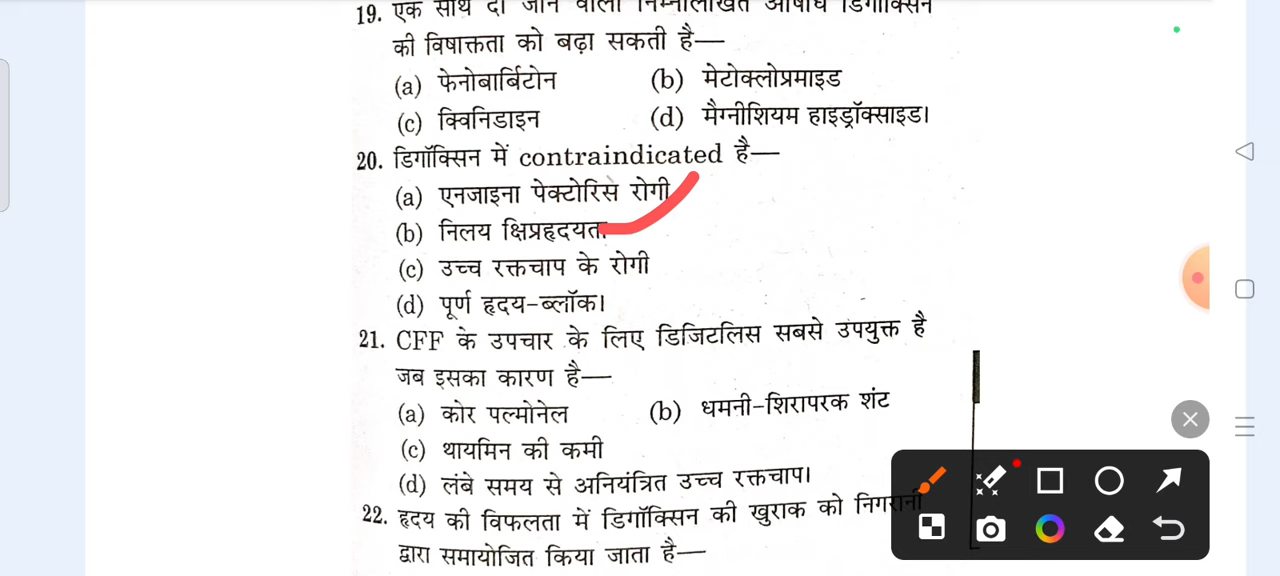 19. एक साथ दी जाने वाली निम्नलिखित औषधि डिगॉक्सिन
की विषाक्तता को बढ़ा सकती है—
(a) फेनोबार्बिटोन (b) मेटोक्लोप्रमाइड
(c) क्विनिडाइन (d) मैग्नीशियम हाइड्रॉक्साइड।
20. डिगॉक्सिन में contraindicated है—
(a) एनजाइना पेक्टोरिस रोगी
(b) निलय क्षिप्रहृदयता
(c) उच्च रक्तचाप के रोगी
(d) पूर्ण हृदय-ब्लॉक।
21. CFF के उपचार के लिए डिजिटलिस सबसे उपयुक्त है
जब इसका कारण है—
(a) कोर पल्मोनेल (b) धमनी-शिरापरक शंट
(c) थायमिन की कमी
(d) लंबे समय से अनियंत्रित उच्च रक्तचाप।
22. हृदय की विफलता में डिगॉक्सिन की खुराक को निगरानी
द्वारा समायोजित किया जाता है—